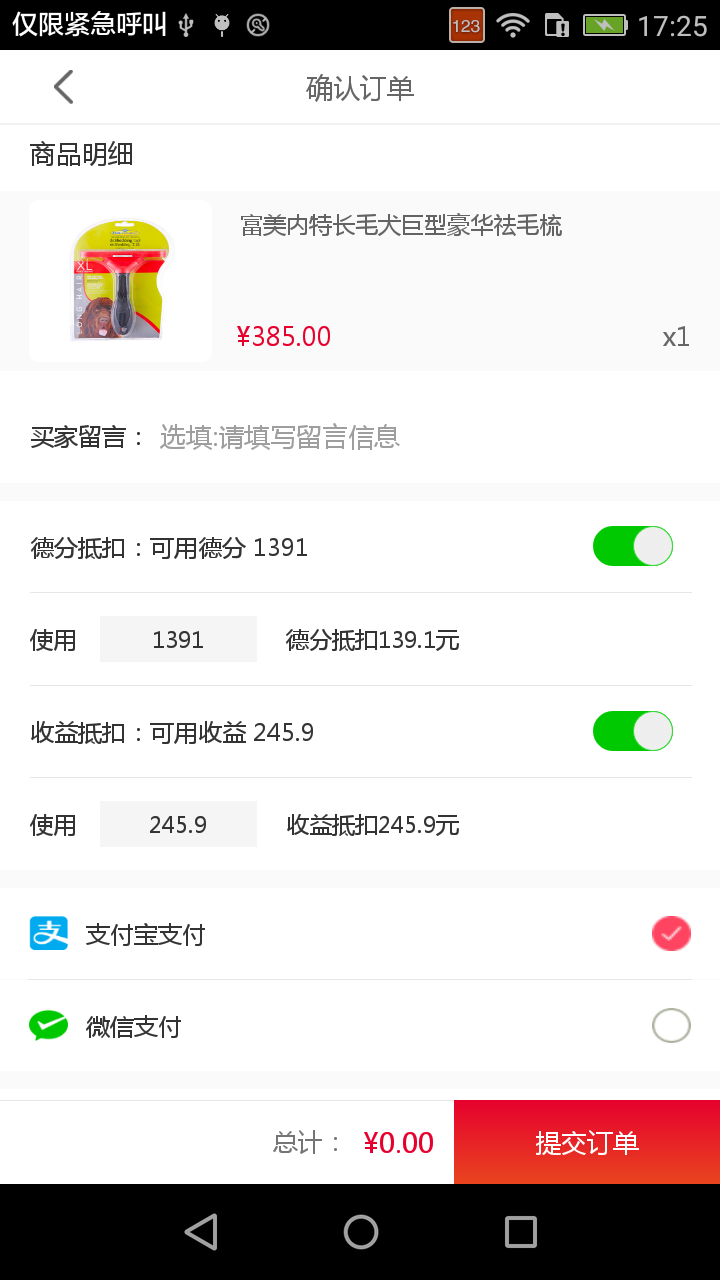 仅限紧急呼叫 123 17:25
确认订单
商品明细
富美内特长毛犬巨型豪华祛毛梳
XL
LONG HAIR
¥385.00 x1
买家留言： 选填:请填写留言信息
德分抵扣：可用德分 1391
使用 1391 德分抵扣139.1元
收益抵扣：可用收益 245.9
使用 245.9 收益抵扣245.9元
支 支付宝支付
微信支付
总计： ¥0.00 提交订单